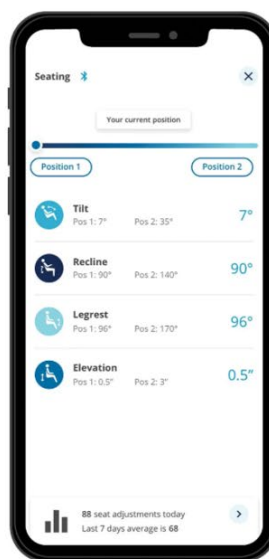 Seating
Your current position
Position 1
Position 2
Tilt
Pos 1: 7°
Pos 2: 35°
7°
Recline
Pos 1: 90°
Pos 2: 140°
90°
Legrest
Pos 1: 96°
Pos 2: 170°
96°
Elevation
Pos 1: 0.5"
Pos 2: 3"
0.5"
88 seat adjustments today
Last 7 days average is 68